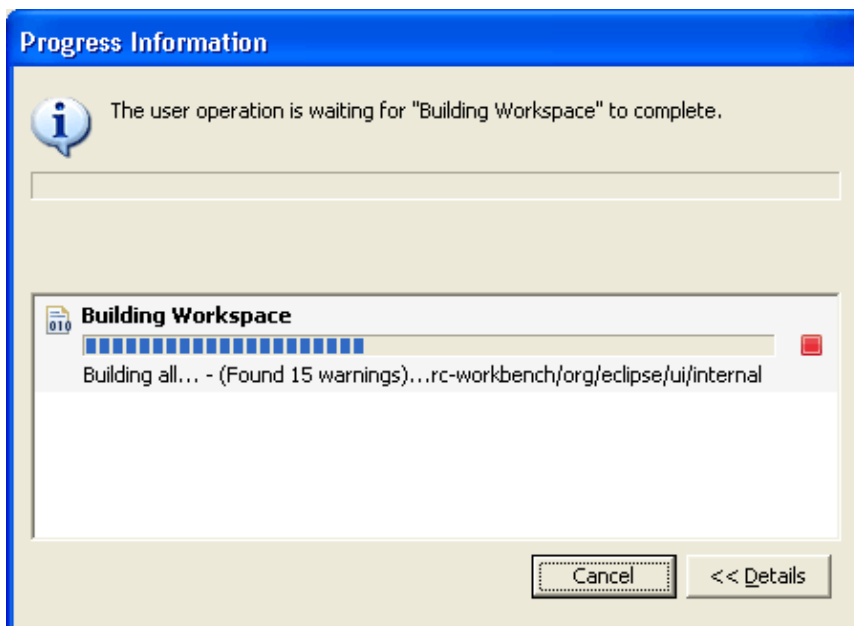 Progress Information
The user operation is waiting for "Building Workspace" to complete.
010
Building Workspace
Building all... - (Found 15 warnings)...rc-workbench/org/eclipse/ui/internal
Cancel
<< Details